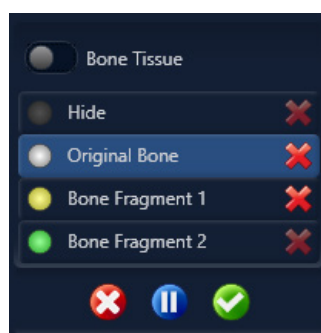 Bone Tissue
Hide
Original Bone
Bone Fragment 1
Bone Fragment 2